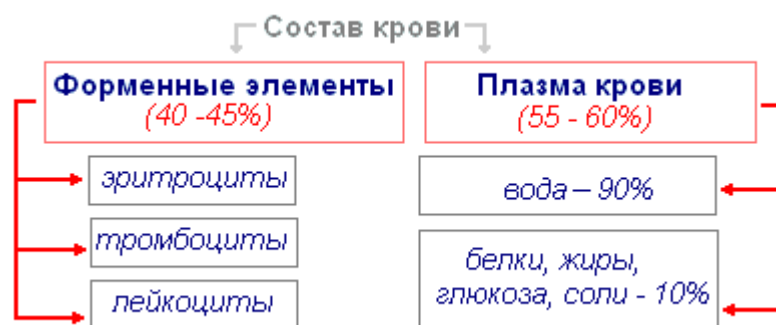 Состав крови
Форменные элементы
(40 -45%)
эритроциты
тромбоциты
лейкоциты
Плазма крови
(55 - 60%)
вода – 90%
белки, жиры,
глюкоза, соли - 10%